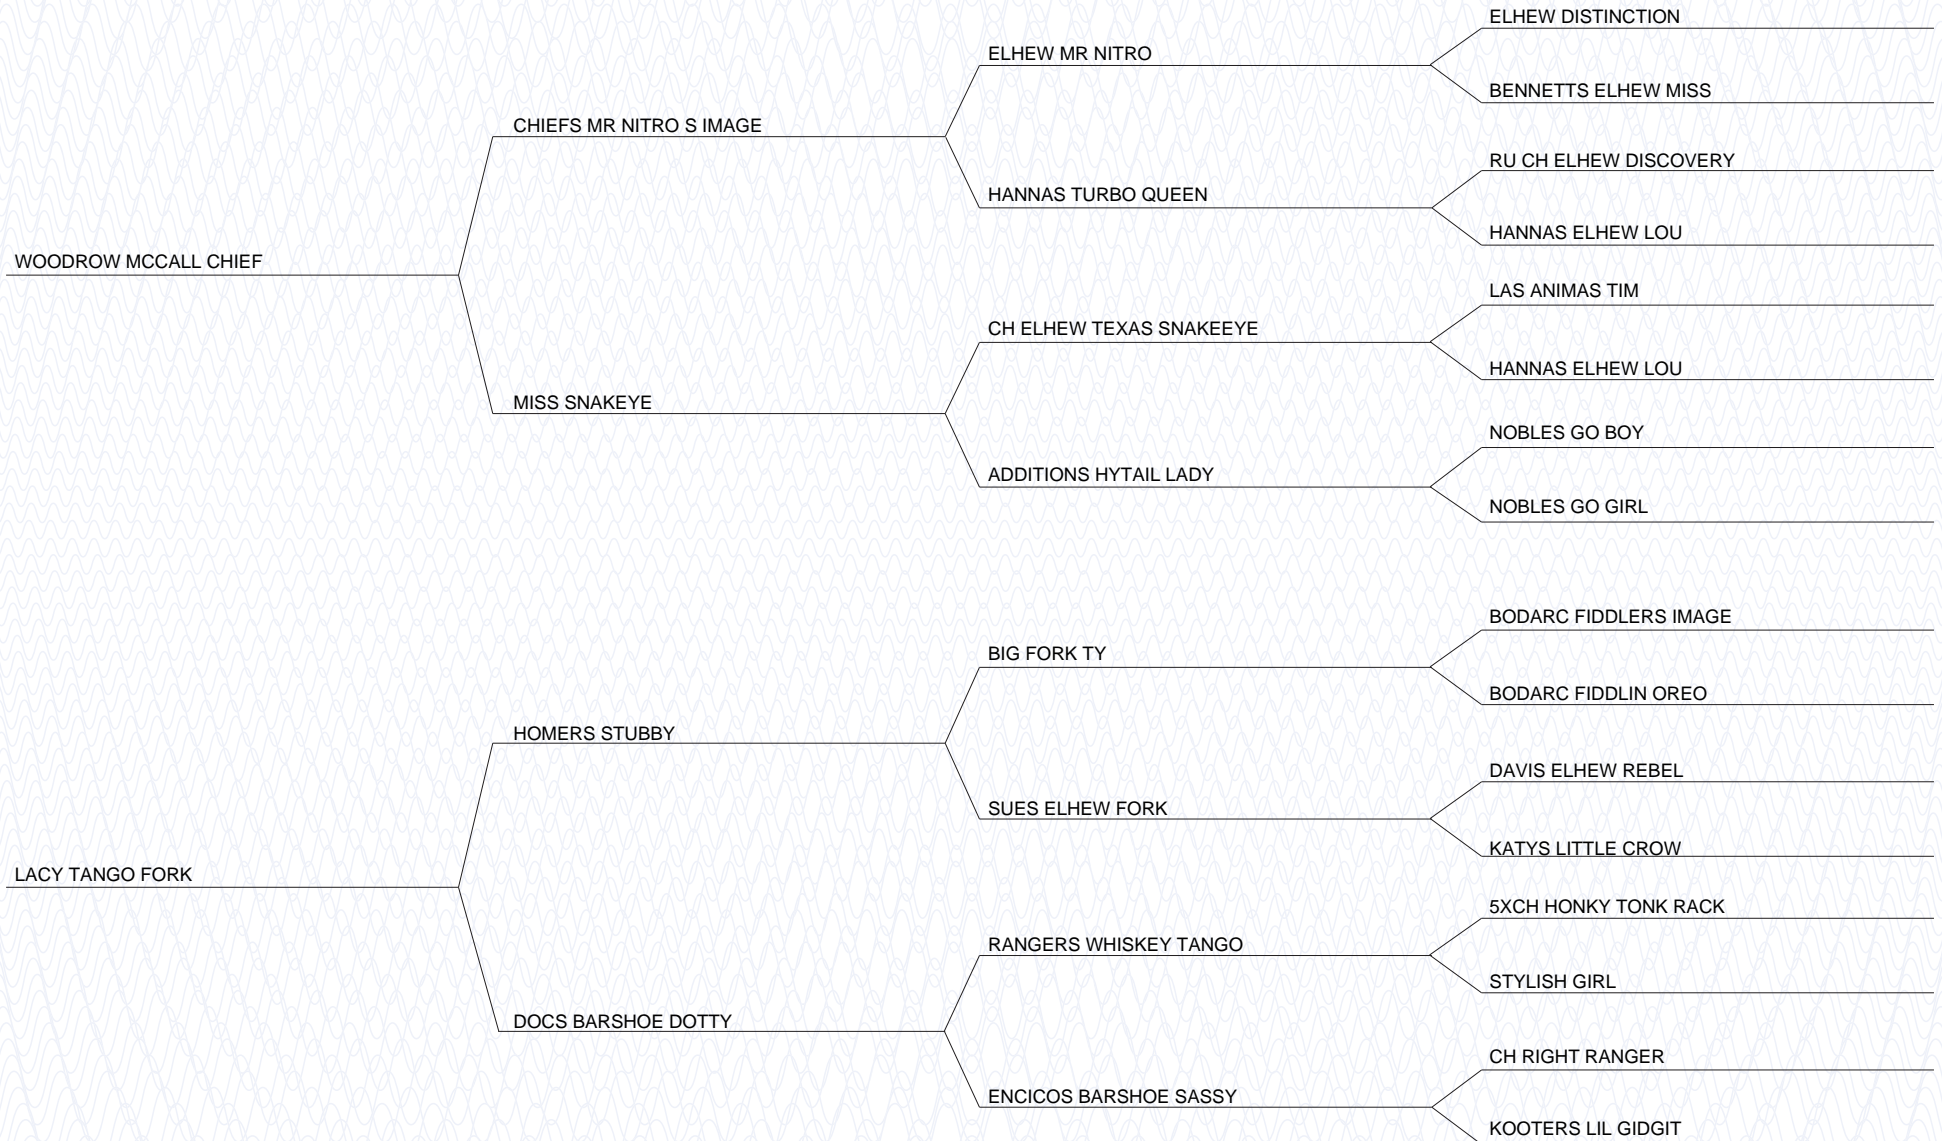 ELHEW DISTINCTION
ELHEW MR NITRO
BENNETTS ELHEW MISS
CHIEFS MR NITRO S IMAGE
RU CH ELHEW DISCOVERY
HANNAS TURBO QUEEN
HANNAS ELHEW LOU
WOODROW MCCALL CHIEF
LAS ANIMAS TIM
CH ELHEW TEXAS SNAKEEYE
HANNAS ELHEW LOU
MISS SNAKEYE
NOBLES GO BOY
ADDITIONS HYTAIL LADY
NOBLES GO GIRL
BODARC FIDDLERS IMAGE
BIG FORK TY
BODARC FIDDLIN OREO
HOMERS STUBBY
DAVIS ELHEW REBEL
SUES ELHEW FORK
KATYS LITTLE CROW
LACY TANGO FORK
5XCH HONKY TONK RACK
RANGERS WHISKEY TANGO
STYLISH GIRL
DOCS BARSHOE DOTTY
CH RIGHT RANGER
ENCICOS BARSHOE SASSY
KOOTERS LIL GIDGIT